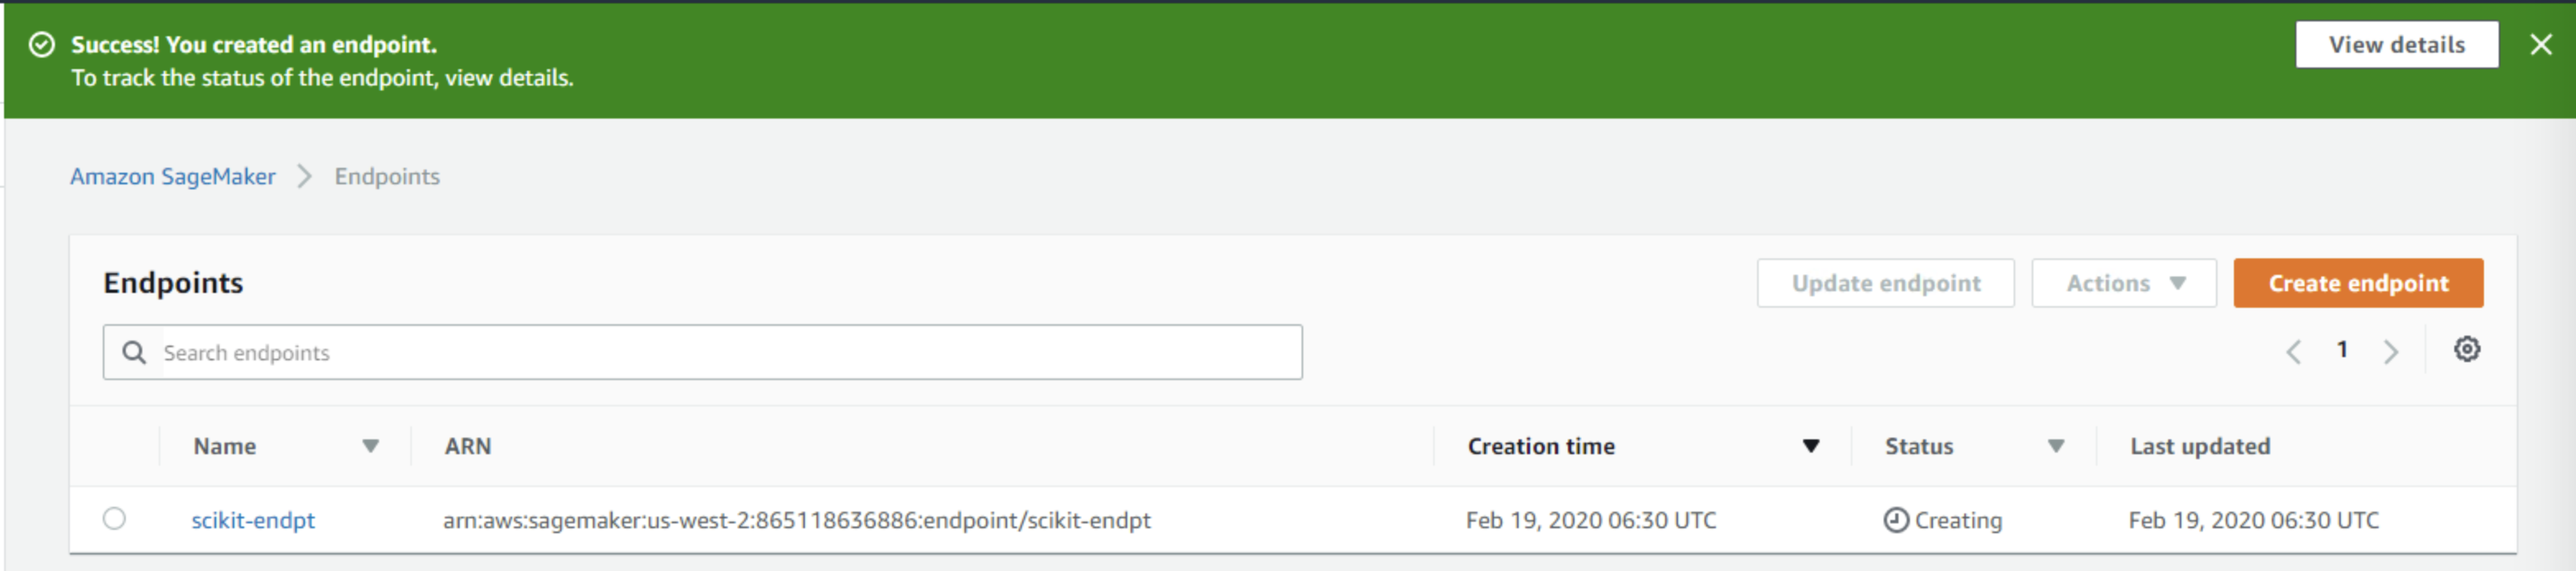 Success! You created an endpoint.
View details
To track the status of the endpoint, view details.
Amazon SageMaker > Endpoints
Endpoints
Update endpoint
Actions
Create endpoint
Search endpoints
1
Name ARN Creation time Status Last updated
scikit-endpt arn:aws:sagemaker:us-west-2:865118636886:endpoint/scikit-endpt Feb 19, 2020 06:30 UTC Creating Feb 19, 2020 06:30 UTC